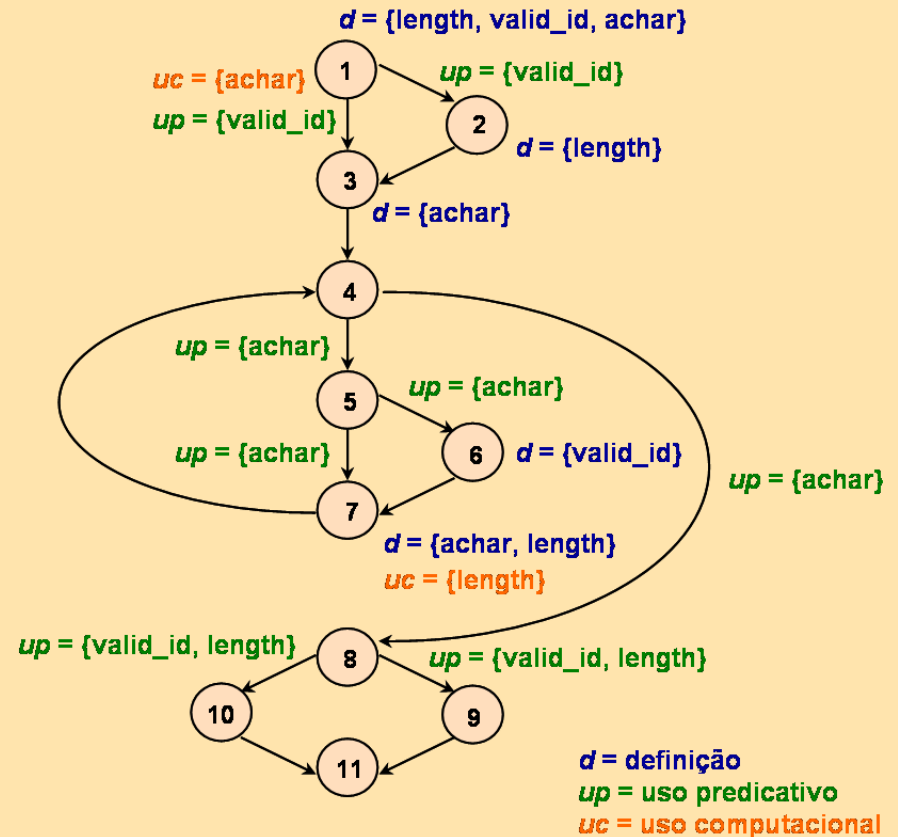 d = {length, valid_id, achar}
1
uc = {achar}
up = {valid_id}
up = {valid_id}
2
d = {length}
3
d = {achar}
4
up = {achar}
5
up = {achar}
up = {achar}
6
d = {valid_id}
up = {achar}
7
d = {achar, length}
uc = {length}
up = {valid_id, length}
8
up = {valid_id, length}
10
9
11
d = definição
up = uso predicativo
uc = uso computacional